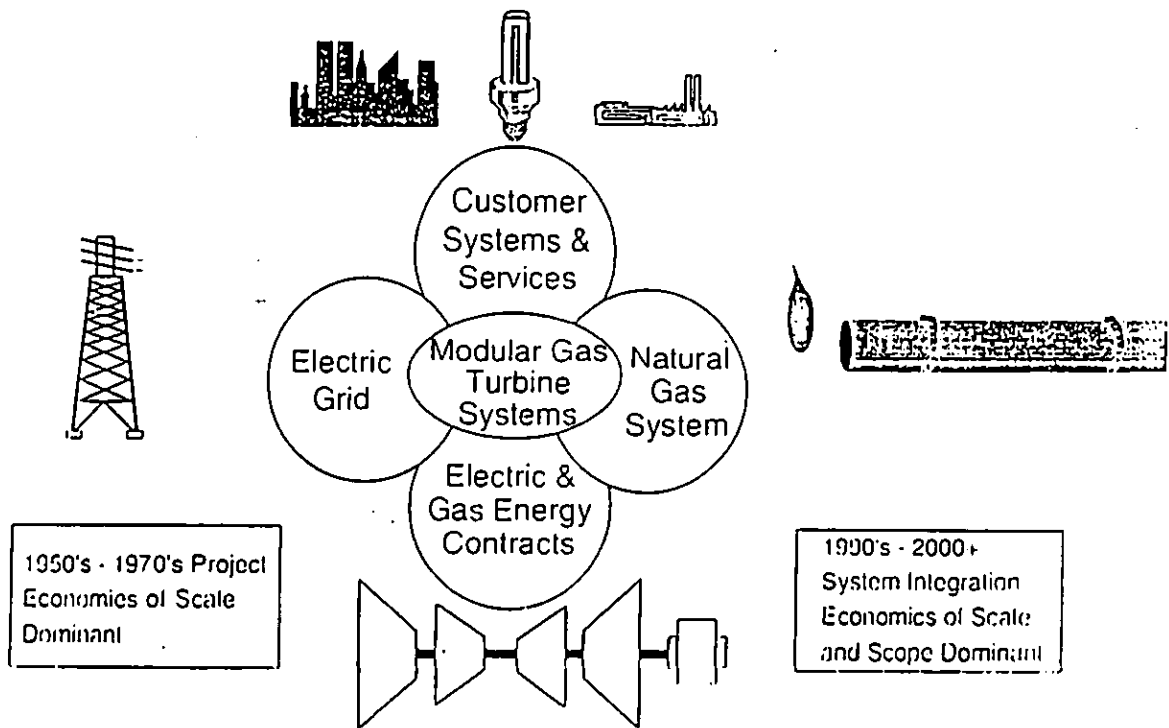 Customer
Systems &
Services
Electric
Grid
Modular Gas
Turbine
Systems
Natural
Gas
System
Electric &
Gas Energy
Contracts
1950's - 1970's Project
Economics of Scale
Dominant
1990's - 2000+
System Integration
Economics of Scale
and Scope Dominant